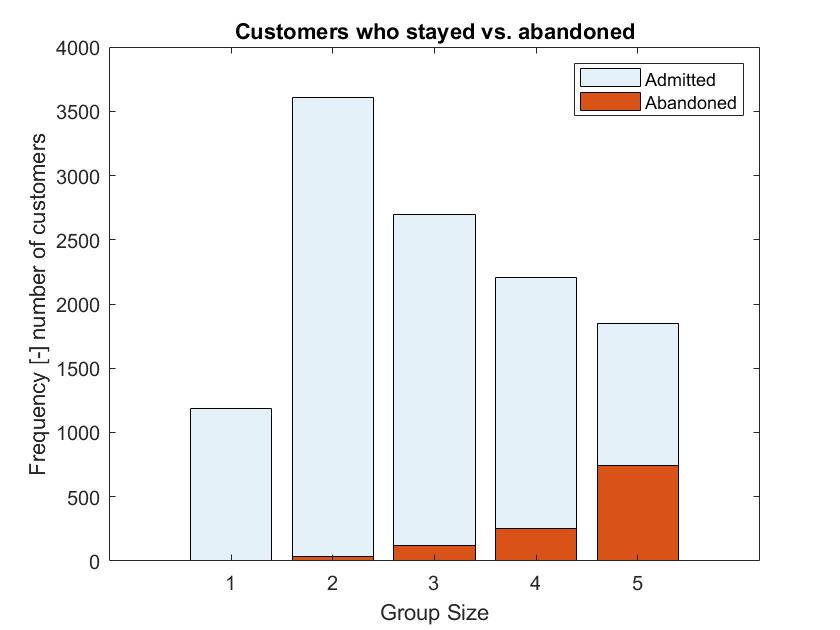 Customers who stayed vs. abandoned
4000
3500
3000
2500
2000
1500
1000
500
0
Frequency [-] number of customers
Admitted
Abandoned
1 2 3 4 5
Group Size